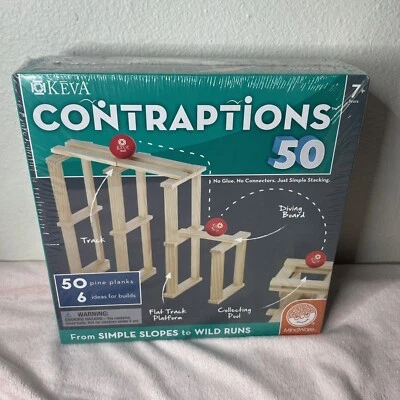 KEVA
7+
CONTRAPTIONS
50
KEVA
No Glue. No Connectors. Just Simple Stacking.
Diving
Board
Track
50 pine planks
6 ideas for builds
Flat Track
Platform
Collecting
Pool
WARNING:
MindWare
From SIMPLE SLOPES to WILD RUNS